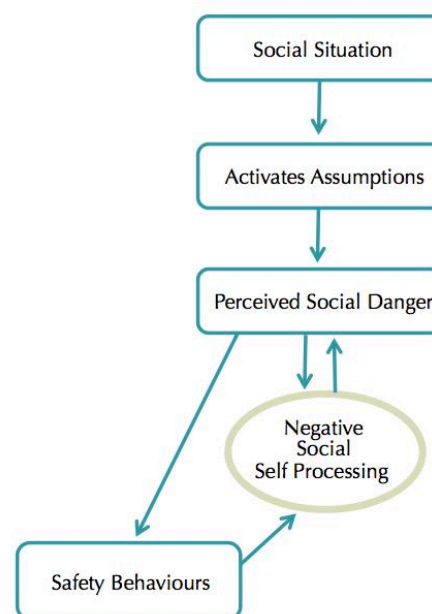 Social Situation
Activates Assumptions
Perceived Social Danger
Negative
Social
Self Processing
Safety Behaviours